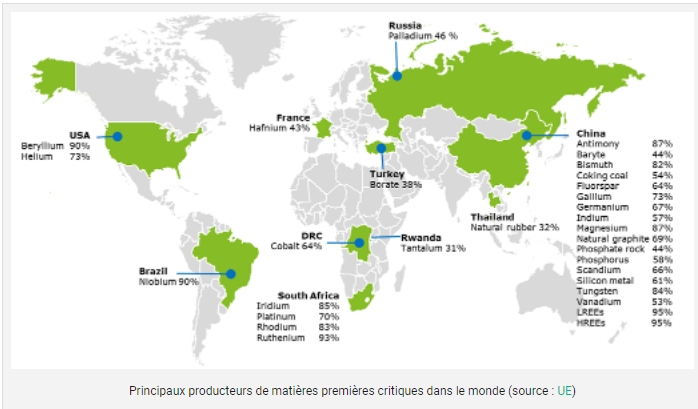 Russia
Palladium 46 %
France
Hafnium 43%
USA
Beryllium 90%
Helium 73%
Turkey
Borate 38%
China
Antimony 87%
Baryte 44%
Bismuth 82%
Coking coal 54%
Fluorspar 64%
Gallium 73%
Germanium 67%
Indium 57%
Magnesium 87%
Natural graphite 69%
Phosphate rock 44%
Phosphorus 58%
Scandium 66%
Silicon metal 61%
Tungsten 84%
Vanadium 53%
LREEs 95%
HREEs 95%
Thailand
Natural rubber 32%
DRC
Cobalt 64%
Rwanda
Tantalum 31%
Brazil
Niobium 90%
South Africa
Iridium 85%
Platinum 70%
Rhodium 83%
Ruthenium 93%
Principaux producteurs de matières premières critiques dans le monde (source : UE)